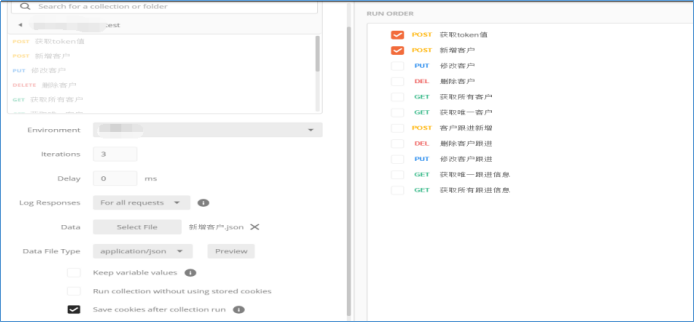 Search for a collection or folder
test
POST 获取token值
POST 新增客户
PUT 修改客户
DELETE 删除客户
GET 获取所有客户
Environment
Iterations 3
Delay 0 ms
Log Responses For all requests
Data Select File 新增客户.json
Data File Type application/json Preview
Keep variable values
Run collection without using stored cookies
Save cookies after collection run
RUN ORDER
POST 获取token值
POST 新增客户
PUT 修改客户
DEL 删除客户
GET 获取所有客户
GET 获取唯一客户
POST 客户跟进新增
DEL 删除客户跟进
PUT 修改客户跟进
GET 获取唯一跟进信息
GET 获取所有跟进信息